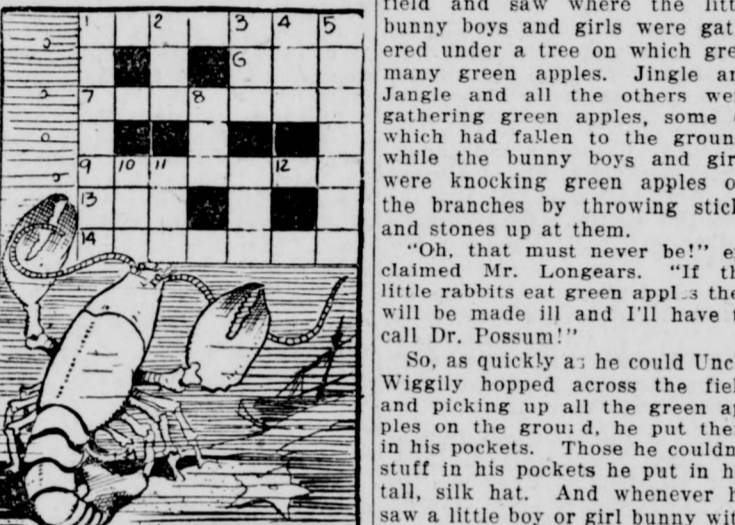 1 2 3 4 5
6
7 8
9 10 11 12
13
14
field and saw where the litt
bunny boys and girls were gat
ered under a tree on which gre
many green apples. Jingle an
Jangle and all the others we
gathering green apples, some
which had fallen to the groun
while the bunny boys and gir
were knocking green apples o
the branches by throwing stick
and stones up at them.
"Oh, that must never be!" e
claimed Mr. Longears. "If th
little rabbits eat green apples the
will be made ill and I'll have t
call Dr. Possum!"
So, as quickly as he could Unc
Wiggily hopped across the fiel
and picking up all the green ap
ples on the ground, he put the
in his pockets. Those he couldn
stuff in his pockets he put in h
tall, silk hat. And whenever h
saw a little boy or girl bunny wit